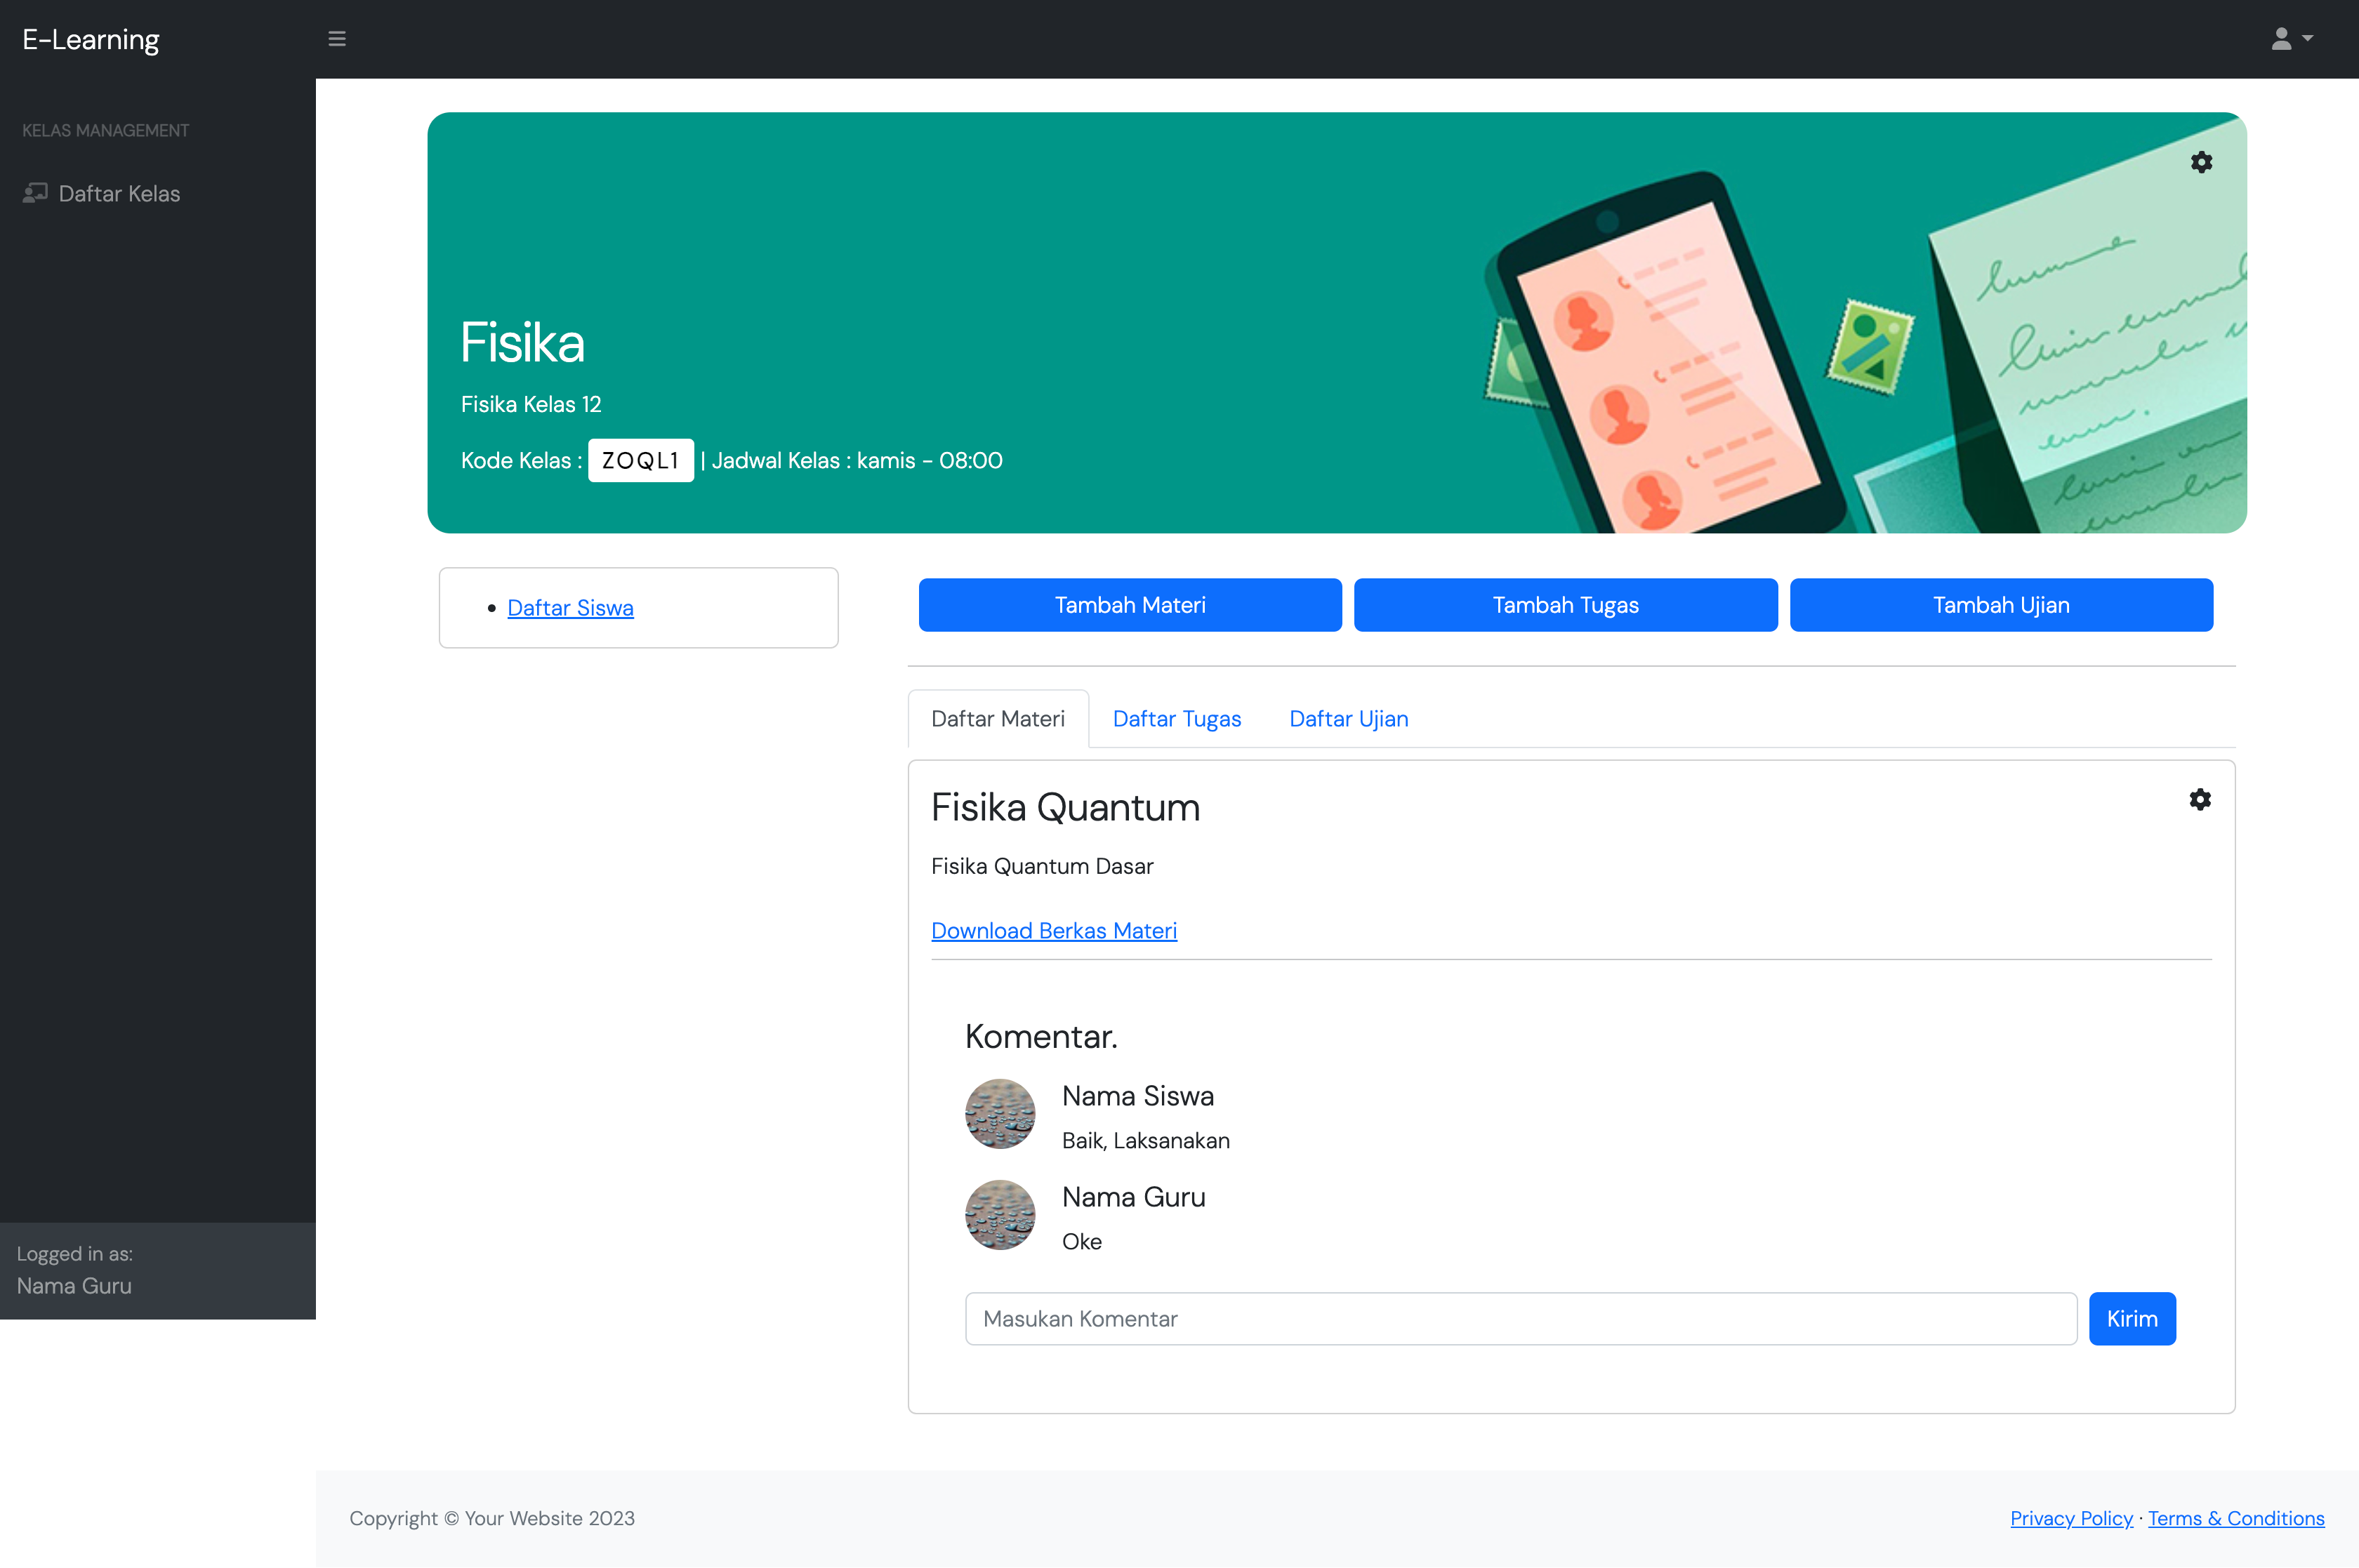 E-Learning
KELAS MANAGEMENT
Daftar Kelas
Fisika
Fisika Kelas 12
Kode Kelas : ZOQL1 | Jadwal Kelas : kamis - 08:00
Daftar Siswa
Tambah Materi
Tambah Tugas
Tambah Ujian
Daftar Materi
Daftar Tugas
Daftar Ujian
Fisika Quantum
Fisika Quantum Dasar
Download Berkas Materi
Komentar.
Nama Siswa
Baik, Laksanakan
Nama Guru
Oke
Masukan Komentar
Kirim
Logged in as:
Nama Guru
Copyright © Your Website 2023
Privacy Policy · Terms & Conditions